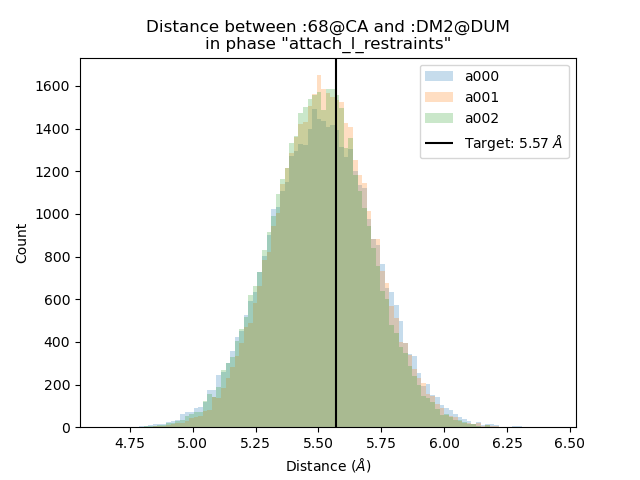 Distance between :68@CA and :DM2@DUM
in phase "attach_l_restraints"
1600
1400
1200
1000
800
600
400
200
0
Count
a000
a001
a002
Target: 5.57 Å
4.75
5.00
5.25
5.50
5.75
6.00
6.25
6.50
Distance (Å)